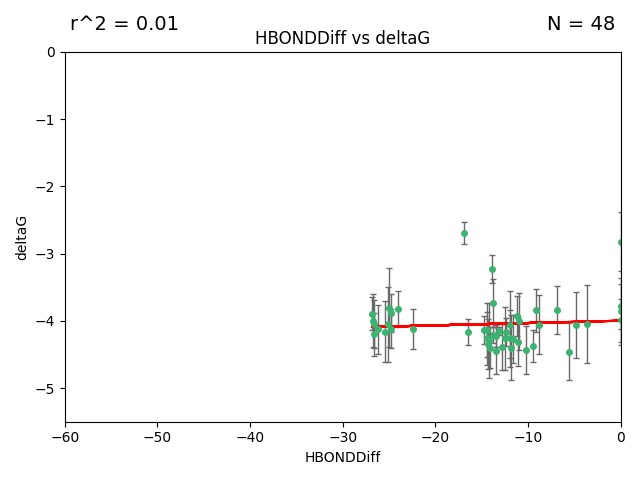 r^2 = 0.01
N = 48
HBONDDiff vs deltaG
0
−1
−2
−3
−4
−5
deltaG
−60 −50 −40 −30 −20 −10 0
HBONDDiff